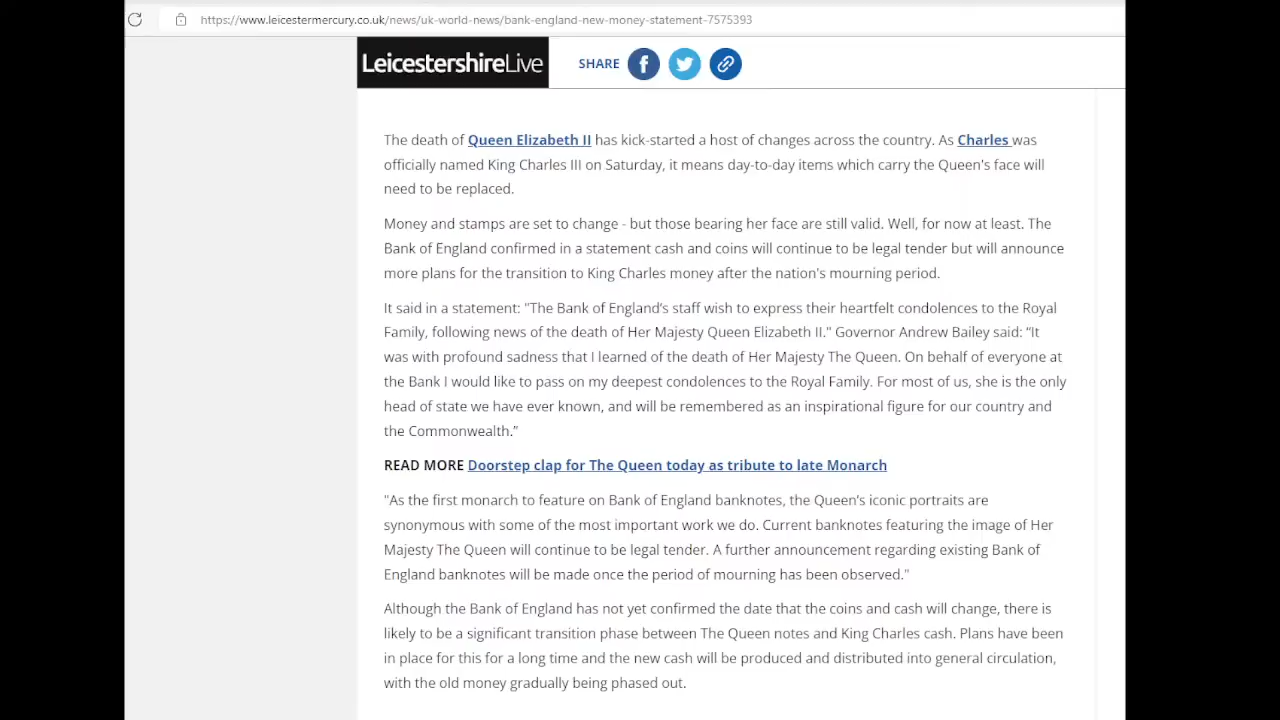 https://www.leicestermercury.co.uk/news/uk-world-news/bank-england-new-money-statement-7575393
LeicestershireLive SHARE
The death of Queen Elizabeth II has kick-started a host of changes across the country. As Charles was
officially named King Charles III on Saturday, it means day-to-day items which carry the Queen's face will
need to be replaced.
Money and stamps are set to change - but those bearing her face are still valid. Well, for now at least. The
Bank of England confirmed in a statement cash and coins will continue to be legal tender but will announce
more plans for the transition to King Charles money after the nation's mourning period.
It said in a statement: "The Bank of England's staff wish to express their heartfelt condolences to the Royal
Family, following news of the death of Her Majesty Queen Elizabeth II." Governor Andrew Bailey said: “It
was with profound sadness that I learned of the death of Her Majesty The Queen. On behalf of everyone at
the Bank I would like to pass on my deepest condolences to the Royal Family. For most of us, she is the only
head of state we have ever known, and will be remembered as an inspirational figure for our country and
the Commonwealth.”
READ MORE Doorstep clap for The Queen today as tribute to late Monarch
"As the first monarch to feature on Bank of England banknotes, the Queen's iconic portraits are
synonymous with some of the most important work we do. Current banknotes featuring the image of Her
Majesty The Queen will continue to be legal tender. A further announcement regarding existing Bank of
England banknotes will be made once the period of mourning has been observed."
Although the Bank of England has not yet confirmed the date that the coins and cash will change, there is
likely to be a significant transition phase between The Queen notes and King Charles cash. Plans have been
in place for this for a long time and the new cash will be produced and distributed into general circulation,
with the old money gradually being phased out.